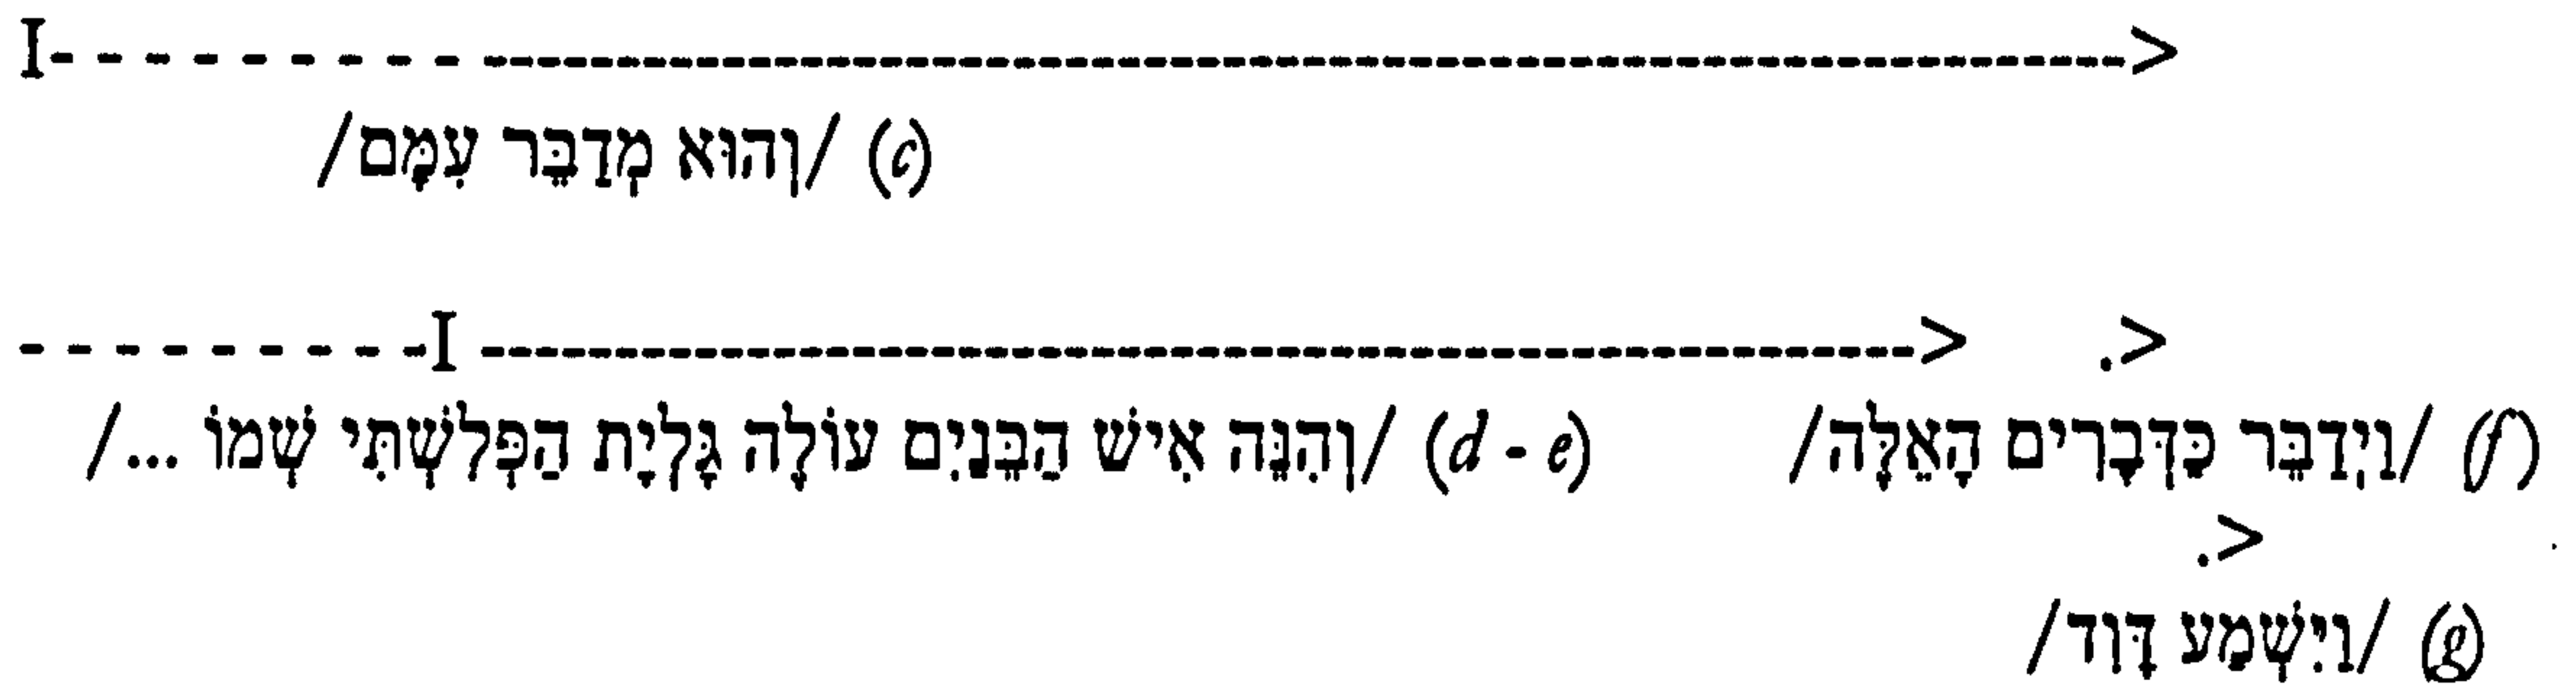 I- - - - - - - - - ------------------------------------------------------------->
(c) /וְהוּא מְדַבֵּר עִמָּם/
- - - - - - - - -I ------------------------------------------------------> .>
(f) /וַיְדַבֵּר כַּדְּבָרִים הָאֵלֶּה/ (d - e) /וְהִנֵּה אִישׁ הַבֵּנַיִם עוֹלֶה גָּלְיָת הַפְּלִשְׁתִּי שְׁמוֹ .../
.>
(g) /וַיִּשְׁמַע דָּוִד/